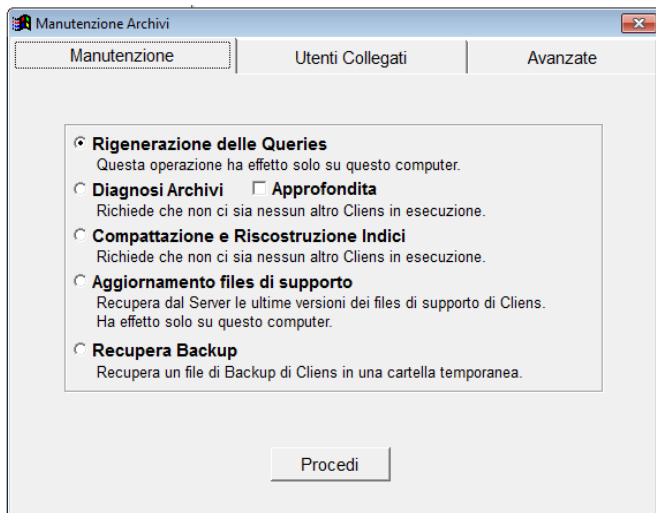 Manutenzione Archivi
Manutenzione Utenti Collegati Avanzate
Rigenerazione delle Queries
Questa operazione ha effetto solo su questo computer.
Diagnosi Archivi Approfondita
Richiede che non ci sia nessun altro Cliens in esecuzione.
Compattazione e Riscostruzione Indici
Richiede che non ci sia nessun altro Cliens in esecuzione.
Aggiornamento files di supporto
Recupera dal Server le ultime versioni dei files di supporto di Cliens.
Ha effetto solo su questo computer.
Recupera Backup
Recupera un file di Backup di Cliens in una cartella temporanea.
Procedi